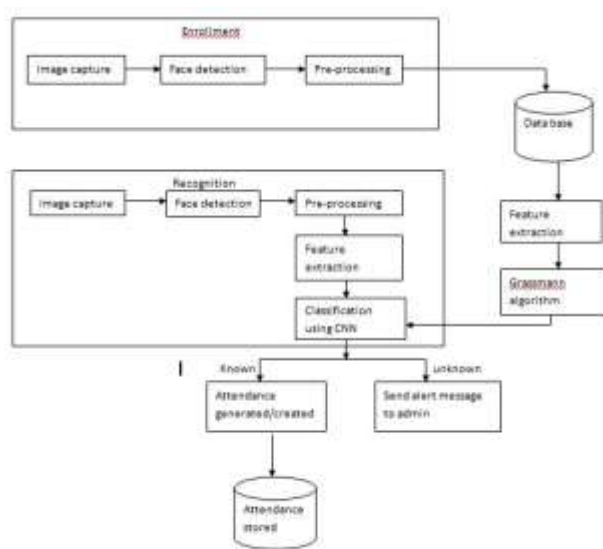 Enrollment
Image capture
Face detection
Pre-processing
Data base
Recognition
Image capture
Face detection
Pre-processing
Feature
extraction
Feature
extraction
Grassmann
algorithm
Classification
using CNN
Known
unknown
Attendance
generated/created
Send alert message
to admin
Attendance
stored